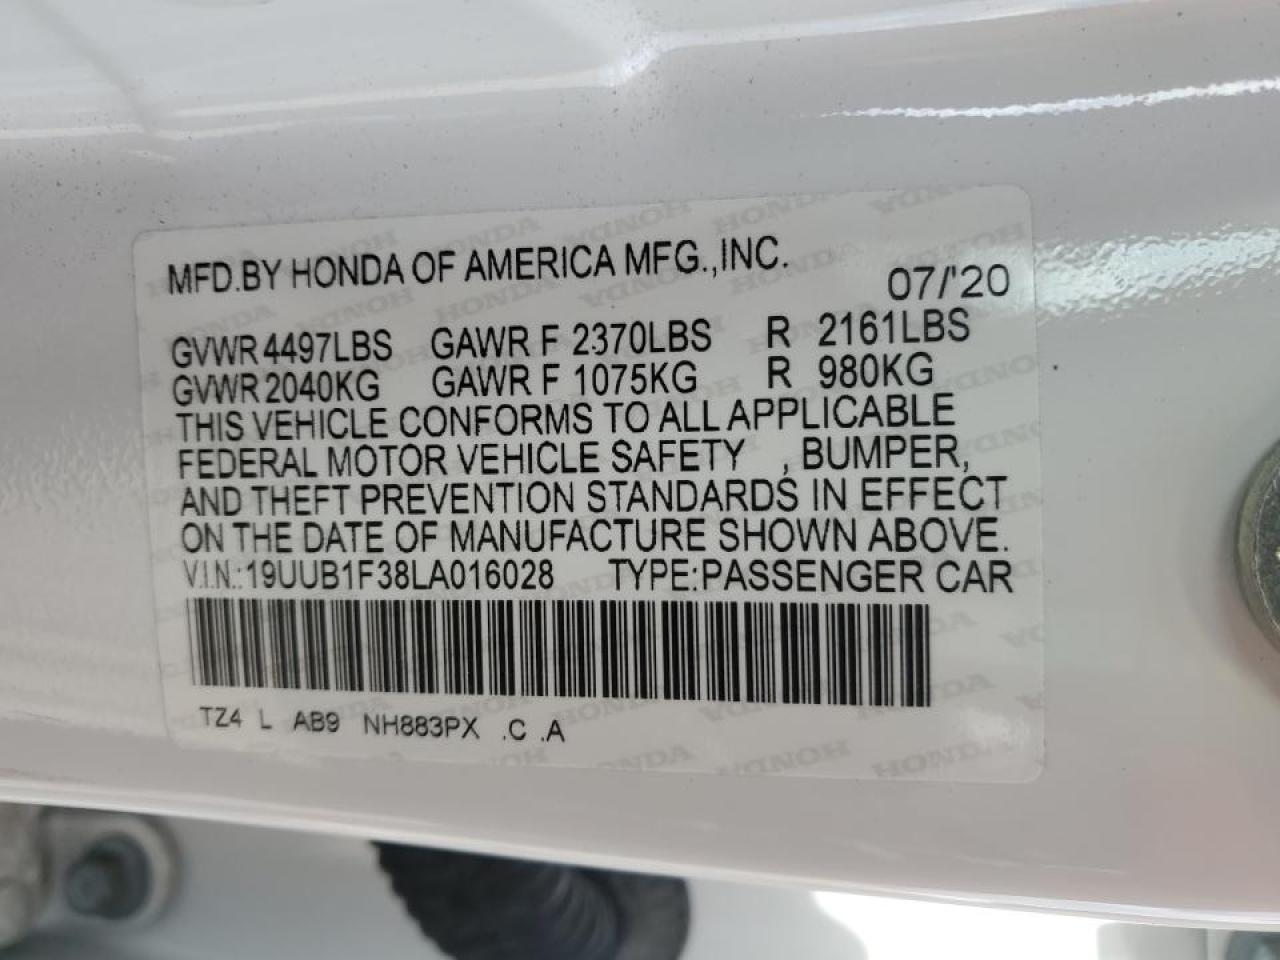 MFD.BY HONDA OF AMERICA MFG.,INC. 07/'20
GVWR 4497LBS GAWR F 2370LBS R 2161LBS
GVWR 2040KG GAWR F 1075KG R 980KG
THIS VEHICLE CONFORMS TO ALL APPLICABLE
FEDERAL MOTOR VEHICLE SAFETY , BUMPER,
AND THEFT PREVENTION STANDARDS IN EFFECT
ON THE DATE OF MANUFACTURE SHOWN ABOVE.
V.I.N.:19UUB1F38LA016028 TYPE:PASSENGER CAR
TZ4 L AB9 NH883PX .C .A